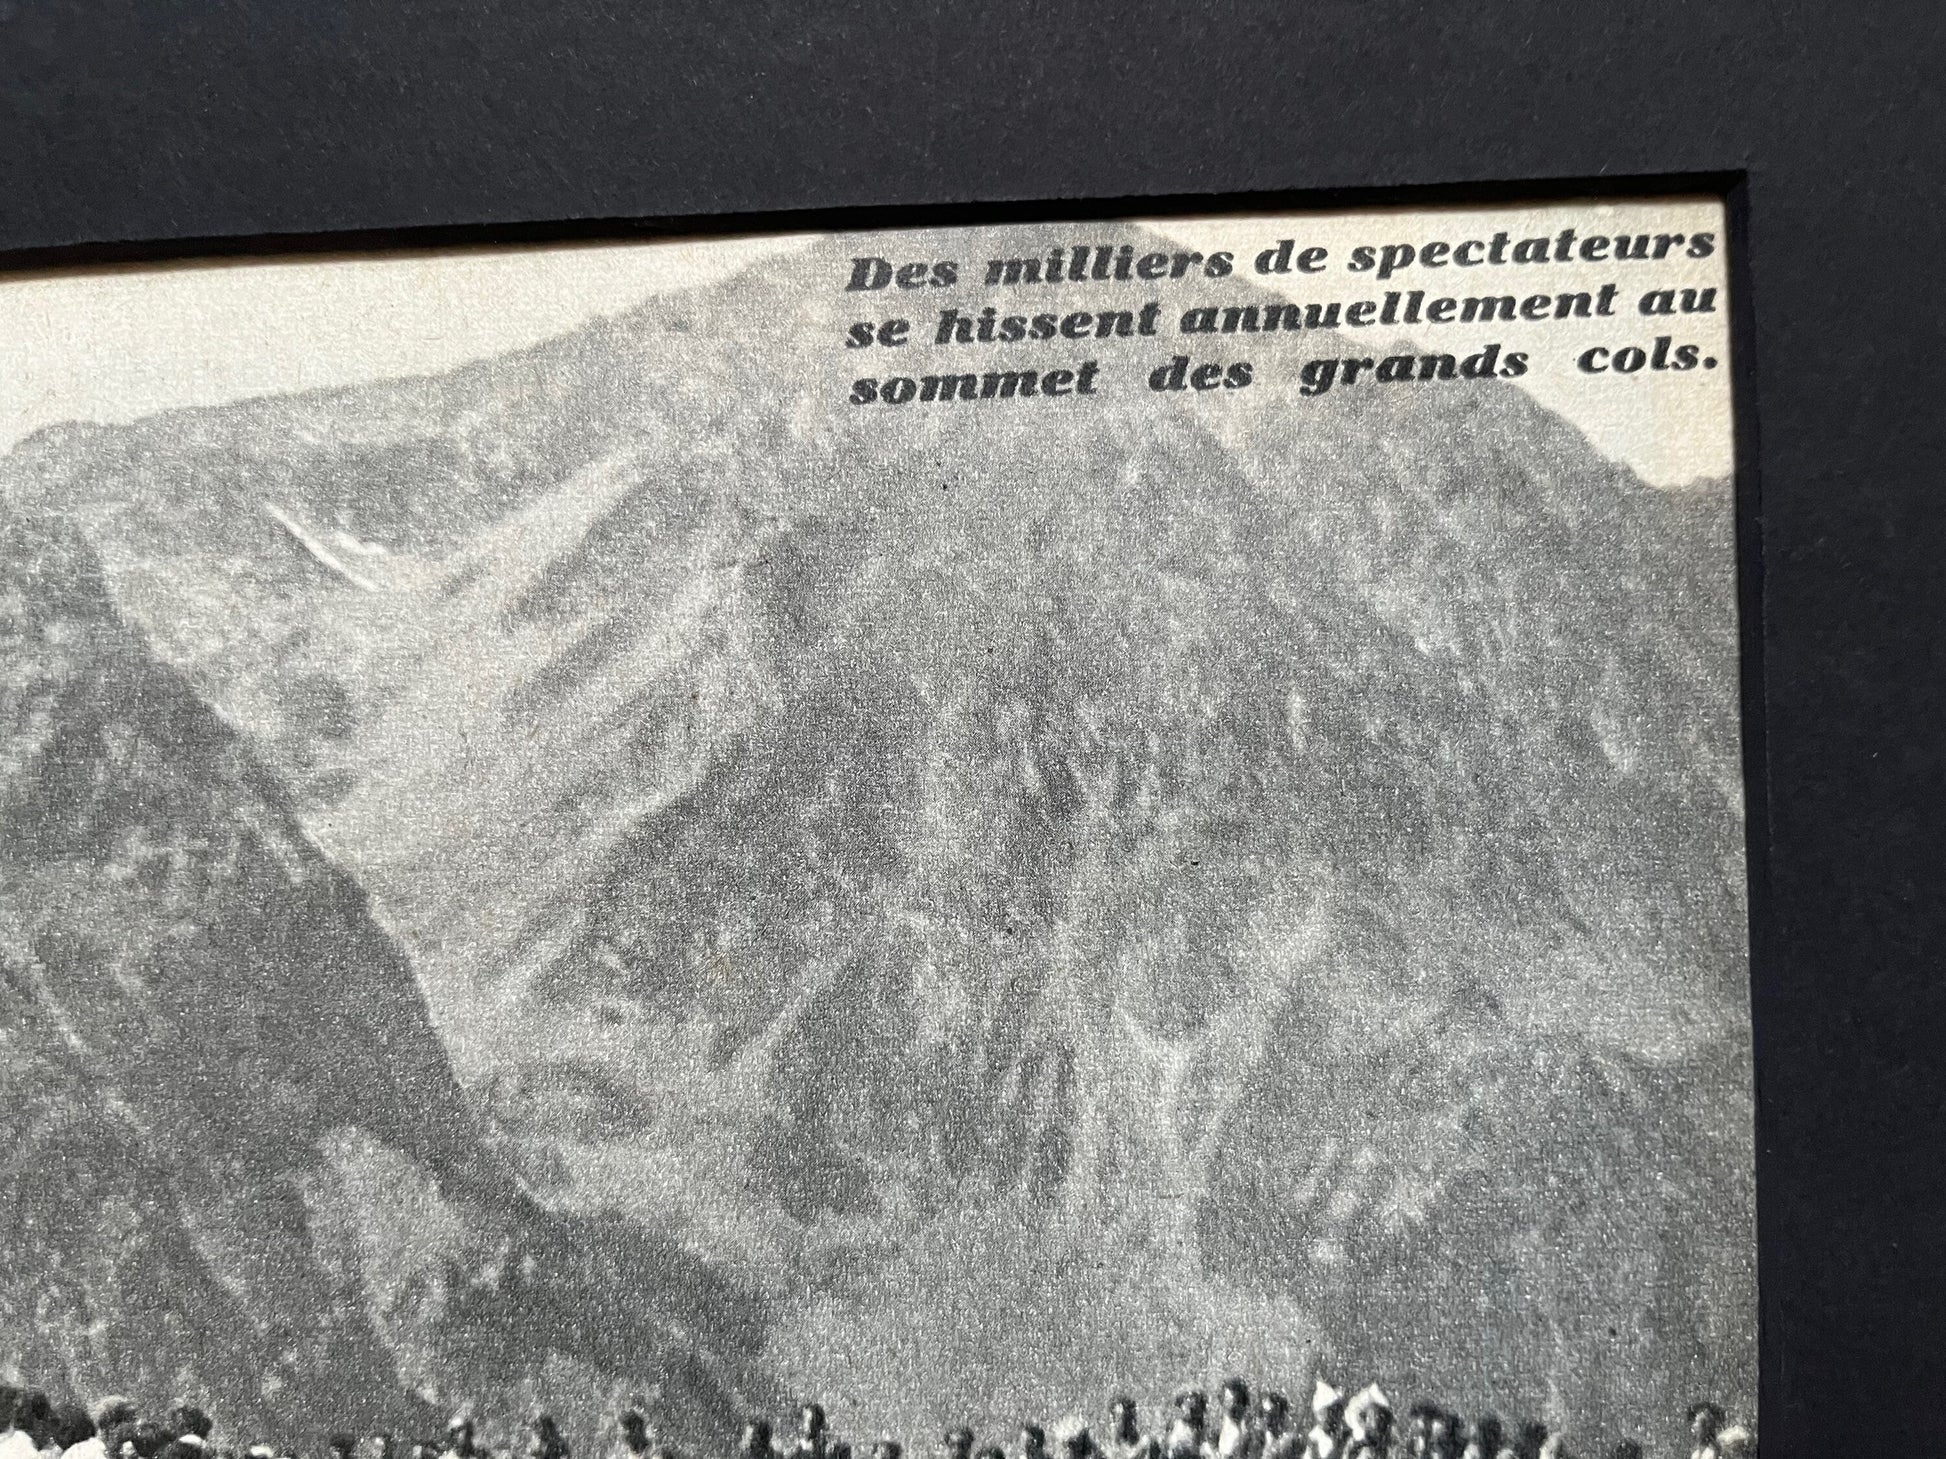 Des milliers de spectateurs
se hissent annuellement au
sommet des grands cols.